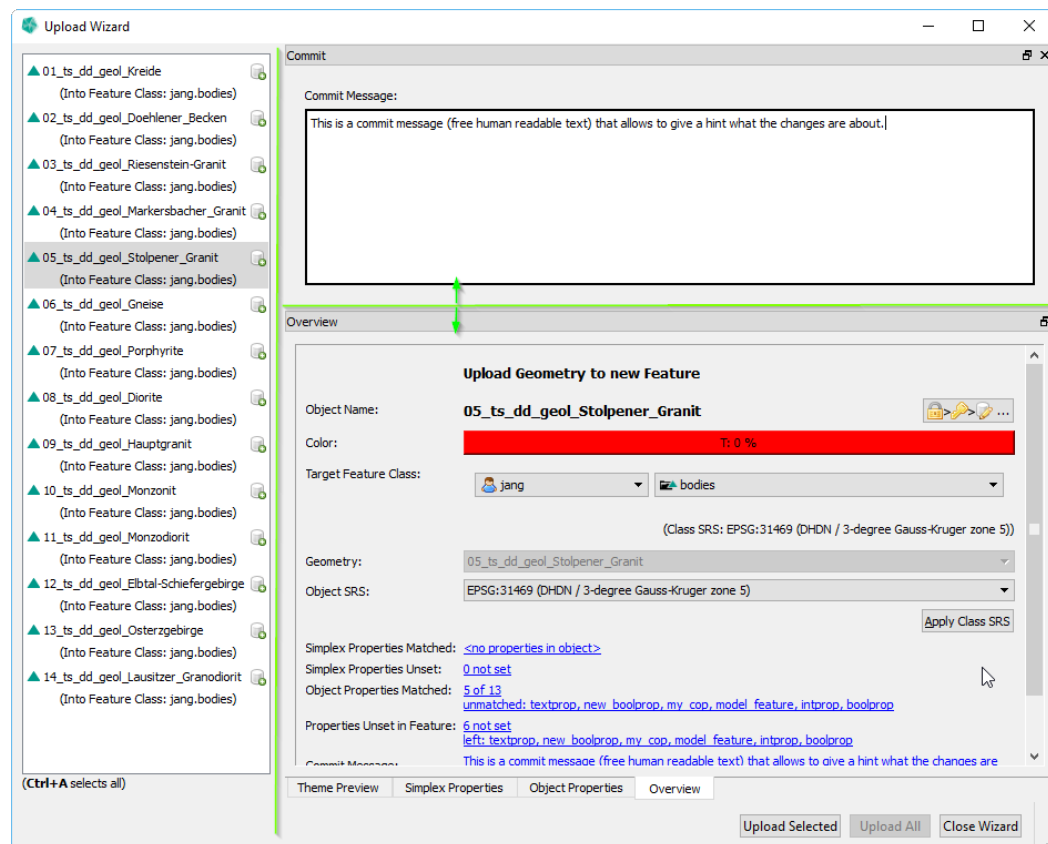 Upload Wizard
01_ts_dd_geol_Kreide
(Into Feature Class: jang.bodies)
02_ts_dd_geol_Doehlener_Becken
(Into Feature Class: jang.bodies)
03_ts_dd_geol_Riesenstein-Granit
(Into Feature Class: jang.bodies)
04_ts_dd_geol_Markersbacher_Granit
(Into Feature Class: jang.bodies)
05_ts_dd_geol_Stolpener_Granit
(Into Feature Class: jang.bodies)
06_ts_dd_geol_Gneise
(Into Feature Class: jang.bodies)
07_ts_dd_geol_Porphyrite
(Into Feature Class: jang.bodies)
08_ts_dd_geol_Diorite
(Into Feature Class: jang.bodies)
09_ts_dd_geol_Hauptgranit
(Into Feature Class: jang.bodies)
10_ts_dd_geol_Monzonit
(Into Feature Class: jang.bodies)
11_ts_dd_geol_Monzodiorit
(Into Feature Class: jang.bodies)
12_ts_dd_geol_Elbtal-Schiefergebirge
(Into Feature Class: jang.bodies)
13_ts_dd_geol_Osterzgebirge
(Into Feature Class: jang.bodies)
14_ts_dd_geol_Lausitzer_Granodiorit
(Into Feature Class: jang.bodies)
(Ctrl+A selects all)
Commit
Commit Message:
This is a commit message (free human readable text) that allows to give a hint what the changes are about.
Overview
Upload Geometry to new Feature
Object Name: 05_ts_dd_geol_Stolpener_Granit > > ...
Color: T: 0 %
Target Feature Class: jang bodies
(Class SRS: EPSG:31469 (DHDN / 3-degree Gauss-Kruger zone 5))
Geometry: 05_ts_dd_geol_Stolpener_Granit
Object SRS: EPSG:31469 (DHDN / 3-degree Gauss-Kruger zone 5)
Apply Class SRS
Simplex Properties Matched: <no properties in object>
Simplex Properties Unset: 0 not set
Object Properties Matched: 5 of 13
unmatched: textprop, new_boolprop, my_cop, model_feature, intprop, boolprop
Properties Unset in Feature: 6 not set
left: textprop, new_boolprop, my_cop, model_feature, intprop, boolprop
Commit Message: This is a commit message (free human readable text) that allows to give a hint what the changes are
Theme Preview Simplex Properties Object Properties Overview
Upload Selected Upload All Close Wizard